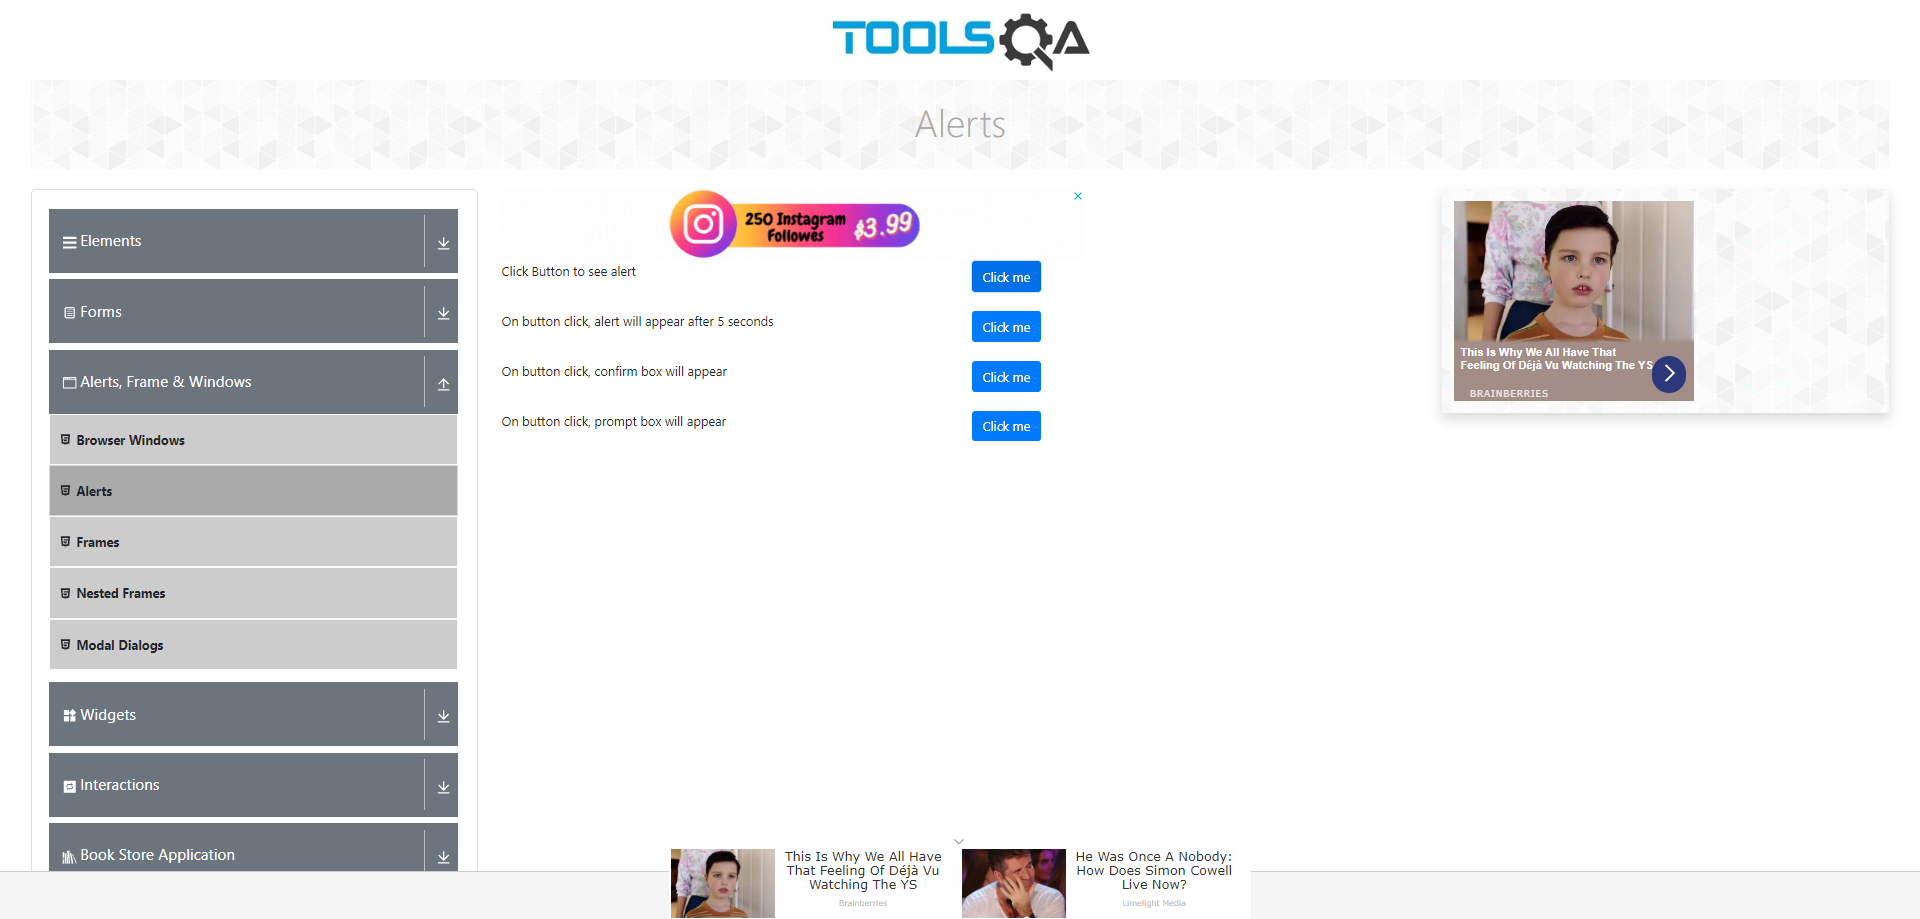 TOOLSQA
Alerts
Elements
Forms
Alerts, Frame & Windows
Browser Windows
Alerts
Frames
Nested Frames
Modal Dialogs
Widgets
Interactions
Book Store Application
250 Instagram
Followes
$3.99
Click Button to see alert
Click me
On button click, alert will appear after 5 seconds
Click me
On button click, confirm box will appear
Click me
On button click, prompt box will appear
Click me
This Is Why We All Have That
Feeling Of Déjà Vu Watching The YS
BRAINBERRIES
This Is Why We All Have
That Feeling Of Déjà Vu
Watching The YS
Brainberries
He Was Once A Nobody:
How Does Simon Cowell
Live Now?
Limelight Media